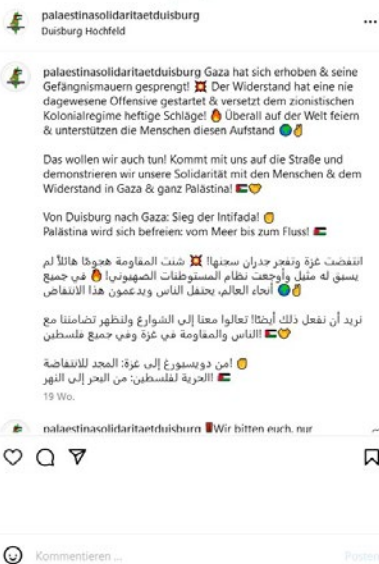 palaestinasolidaritaetduisburg
Duisburg Hochfeld
palaestinasolidaritaetduisburg Gaza hat sich erhoben & seine
Gefängnismauern gesprengt! 💥 Der Widerstand hat eine nie
dagewesene Offensive gestartet & versetzt dem zionistischen
Kolonialregime heftige Schläge! 🔥 Überall auf der Welt feiern
& unterstützen die Menschen diesen Aufstand 🌍✌
Das wollen wir auch tun! Kommt mit uns auf die Straße und
demonstrieren wir unsere Solidarität mit den Menschen & dem
Widerstand in Gaza & ganz Palästina! 🇵🇸🧡
Von Duisburg nach Gaza: Sieg der Intifada! ✊
Palästina wird sich befreien: vom Meer bis zum Fluss! 🇵🇸
انتفضت غزة ونفجر جدران سجنها! 💥 شنت المقاومة هجومًا هائلاً لم
يسبق له مثيل وأوجعت نظام المستوطنات الصهيوني! 🔥 في جميع
🌍✌ أنحاء العالم، يحتفل الناس ويدعمون هذا الانتفاض
نريد أن نفعل ذلك أيضًا! تعالوا معنا إلى الشوارع ولنظهر تضامننا مع
🇵🇸🧡 !الناس والمقاومة في غزة وفي جميع فلسطين
✊ !من دويسبورغ إلى غزة: المجد للانتفاضة
🇵🇸 !الحرية لفلسطين: من البحر إلى النهر
19 Wo.
palaestinasolidaritaetduisburg Wir bitten euch, nur
Kommentieren ...
Posten